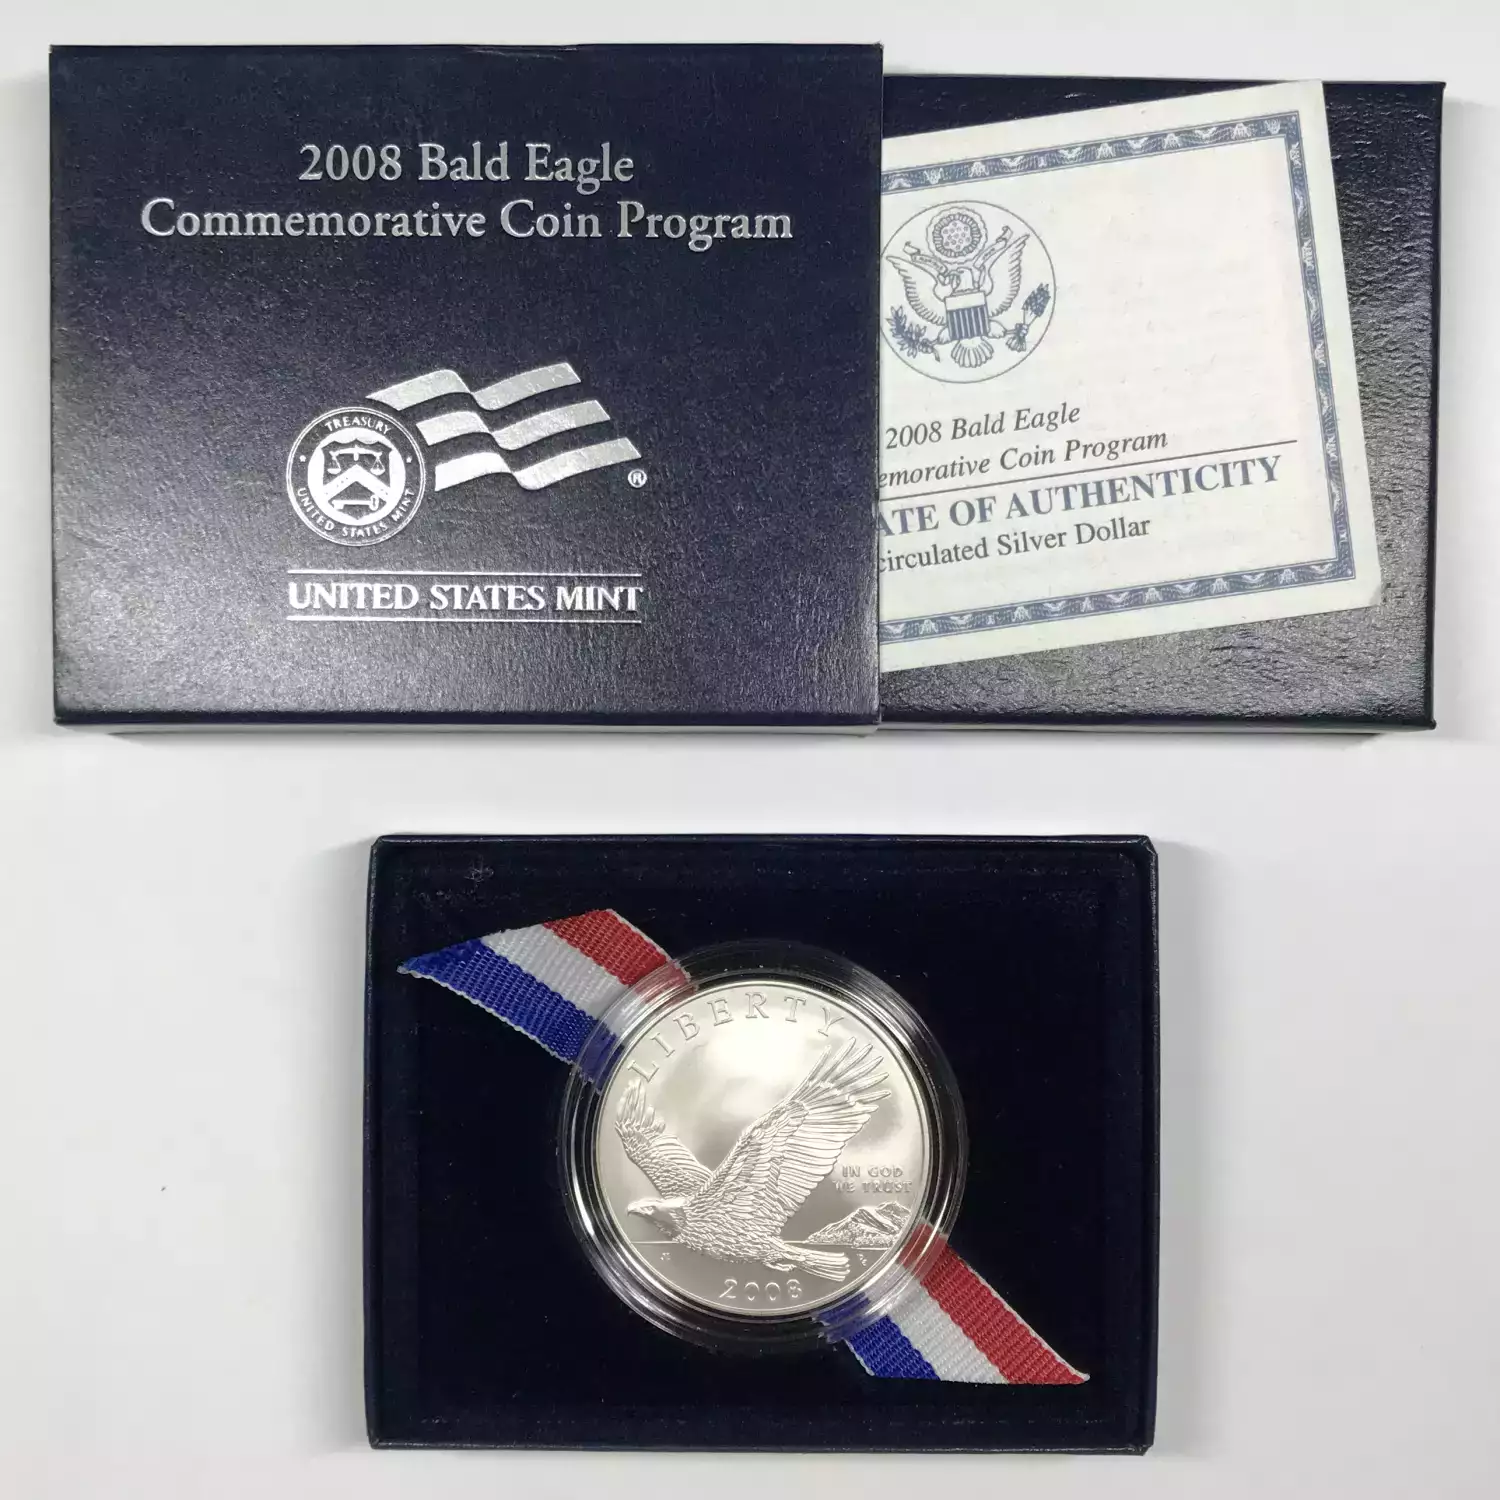 2008 Bald Eagle
Commemorative Coin Program
TREASURY
UNITED STATES MINT
®
UNITED STATES MINT
2008 Bald Eagle
emorative Coin Program
ATE OF AUTHENTICITY
circulated Silver Dollar
LIBERTY
IN GOD
WE TRUST
2008